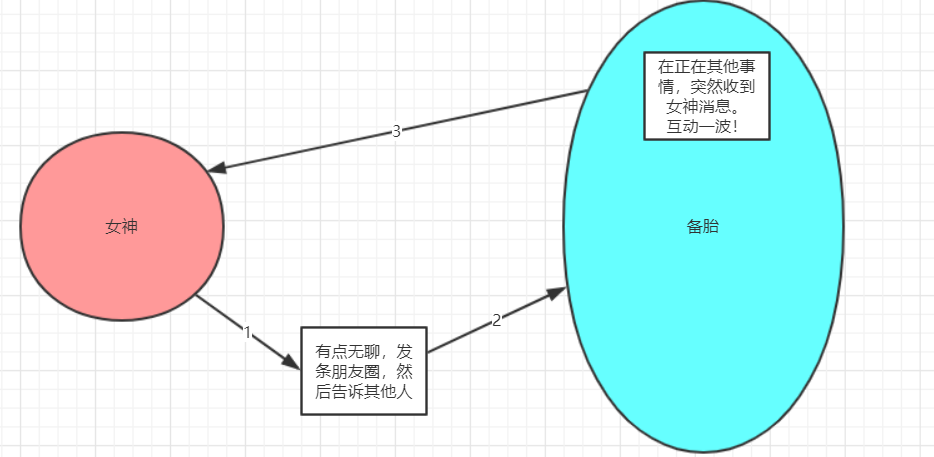 在正在其他事
情，突然收到
女神消息。
互动一波！
3
女神
备胎
1
2
有点无聊，发
条朋友圈，然
后告诉其他人